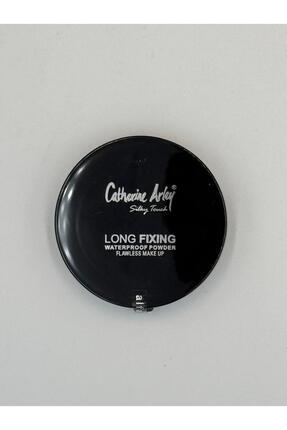 Catherine Arley®
Silky Touch
LONG FIXING
WATERPROOF POWDER
FLAWLESS MAKE UP